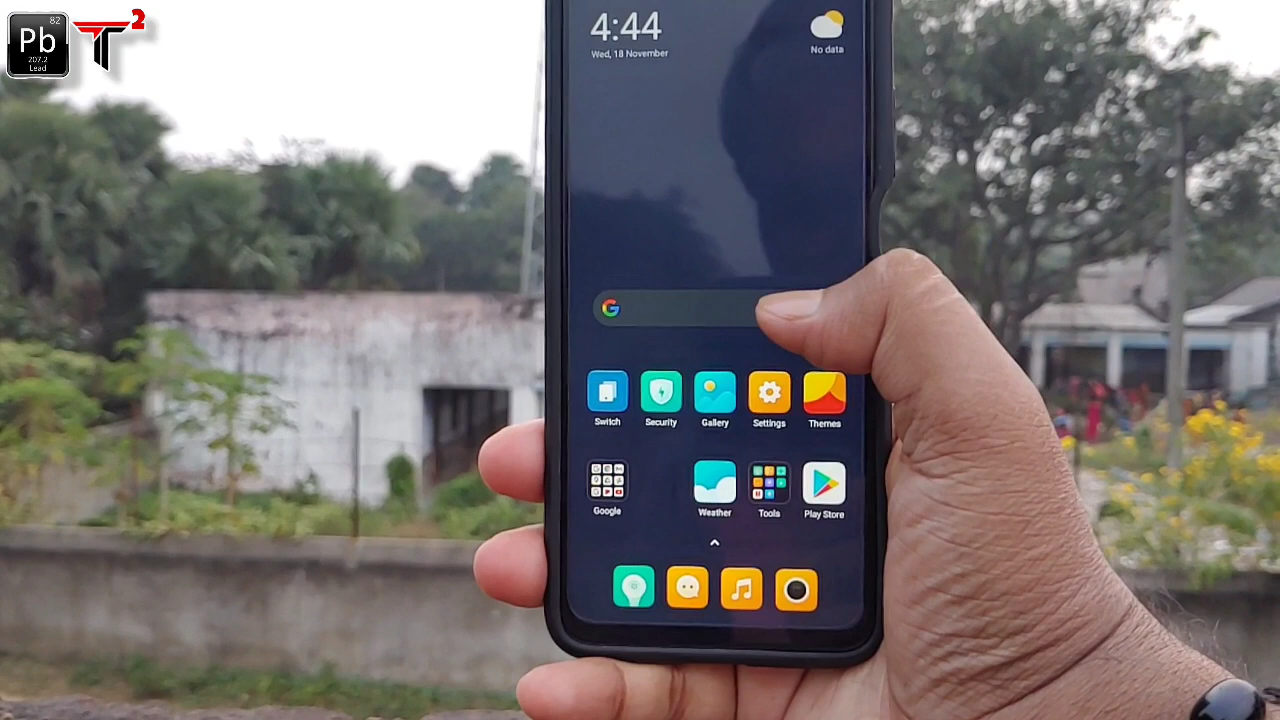 82
Pb
207.2
Lead
T2
4:44
Wed, 18 November
No data
G
Switch
Security
Gallery
Settings
Themes
Google
Weather
Tools
Play Store